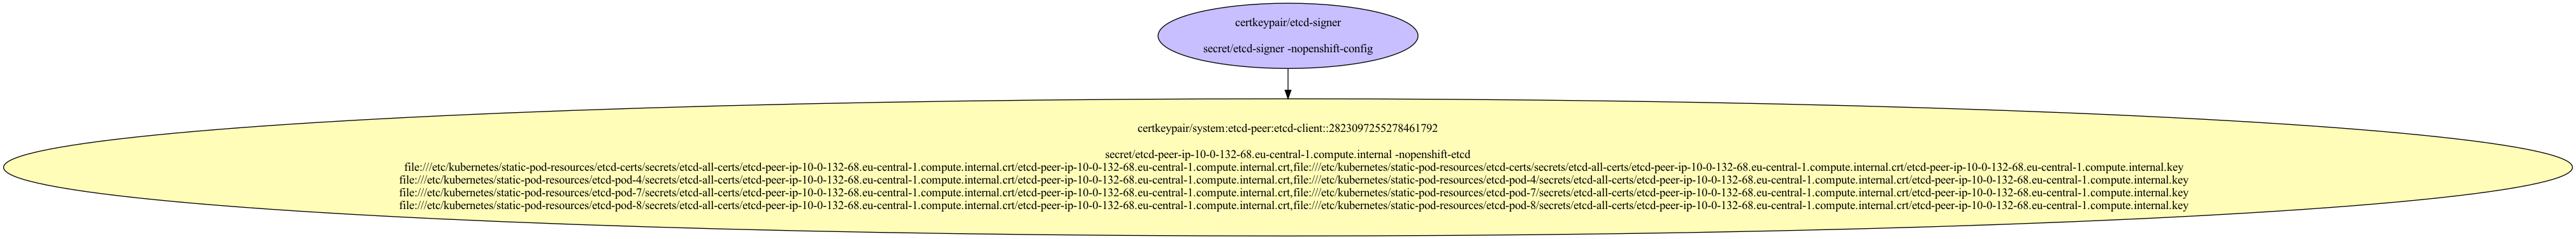 certkeypair/etcd-signer
secret/etcd-signer -nopenshift-config
certkeypair/system:etcd-peer:etcd-client::2823097255278461792
secret/etcd-peer-ip-10-0-132-68.eu-central-1.compute.internal -nopenshift-etcd
file:///etc/kubernetes/static-pod-resources/etcd-certs/secrets/etcd-all-certs/etcd-peer-ip-10-0-132-68.eu-central-1.compute.internal.crt/etcd-peer-ip-10-0-132-68.eu-central-1.compute.internal.crt,file:///etc/kubernetes/static-pod-resources/etcd-certs/secrets/etcd-all-certs/etcd-peer-ip-10-0-132-68.eu-central-1.compute.internal.crt/etcd-peer-ip-10-0-132-68.eu-central-1.compute.internal.key
file:///etc/kubernetes/static-pod-resources/etcd-pod-4/secrets/etcd-all-certs/etcd-peer-ip-10-0-132-68.eu-central-1.compute.internal.crt/etcd-peer-ip-10-0-132-68.eu-central-1.compute.internal.crt,file:///etc/kubernetes/static-pod-resources/etcd-pod-4/secrets/etcd-all-certs/etcd-peer-ip-10-0-132-68.eu-central-1.compute.internal.crt/etcd-peer-ip-10-0-132-68.eu-central-1.compute.internal.key
file:///etc/kubernetes/static-pod-resources/etcd-pod-7/secrets/etcd-all-certs/etcd-peer-ip-10-0-132-68.eu-central-1.compute.internal.crt/etcd-peer-ip-10-0-132-68.eu-central-1.compute.internal.crt,file:///etc/kubernetes/static-pod-resources/etcd-pod-7/secrets/etcd-all-certs/etcd-peer-ip-10-0-132-68.eu-central-1.compute.internal.crt/etcd-peer-ip-10-0-132-68.eu-central-1.compute.internal.key
file:///etc/kubernetes/static-pod-resources/etcd-pod-8/secrets/etcd-all-certs/etcd-peer-ip-10-0-132-68.eu-central-1.compute.internal.crt/etcd-peer-ip-10-0-132-68.eu-central-1.compute.internal.crt,file:///etc/kubernetes/static-pod-resources/etcd-pod-8/secrets/etcd-all-certs/etcd-peer-ip-10-0-132-68.eu-central-1.compute.internal.crt/etcd-peer-ip-10-0-132-68.eu-central-1.compute.internal.key